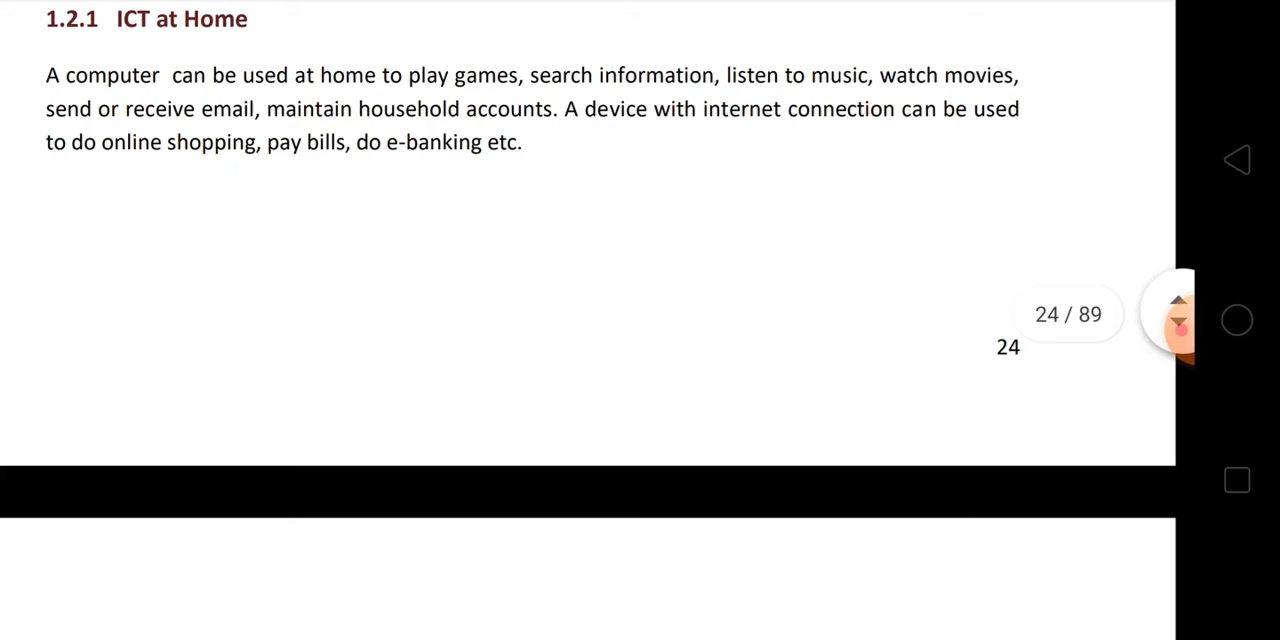 1.2.1 ICT at Home
A computer can be used at home to play games, search information, listen to music, watch movies,
send or receive email, maintain household accounts. A device with internet connection can be used
to do online shopping, pay bills, do e-banking etc.
24 / 89
24